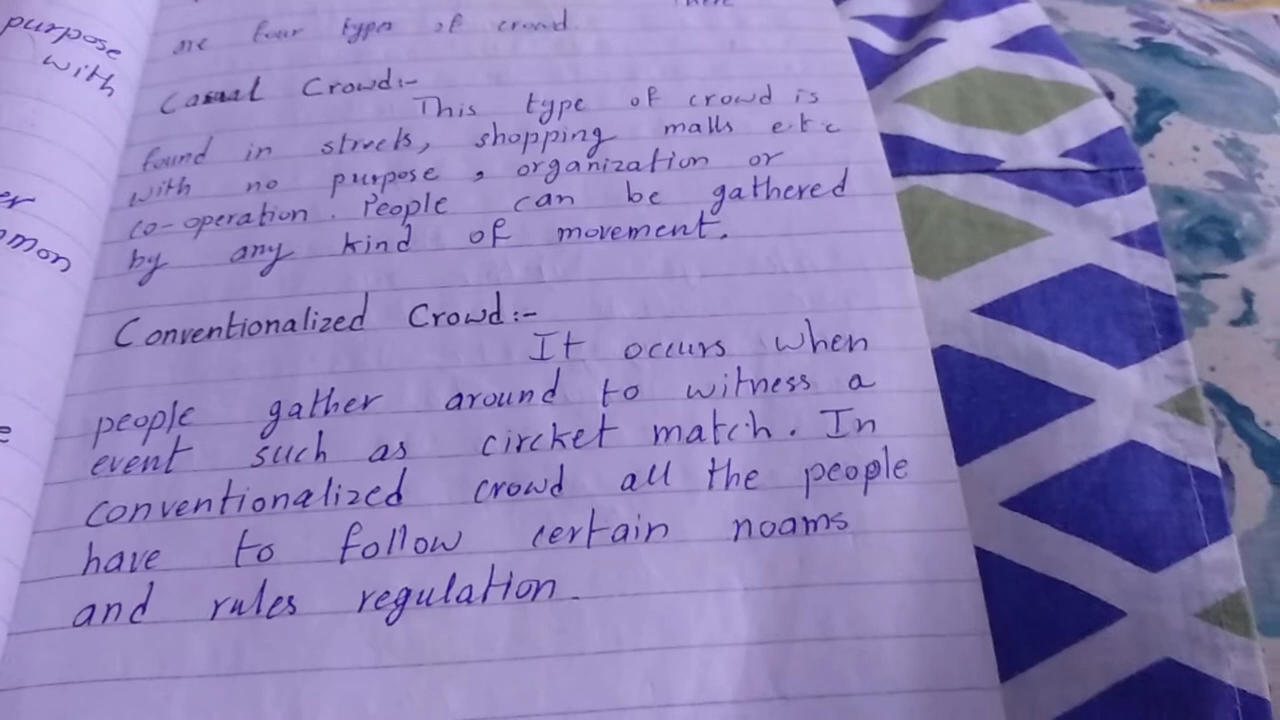 purpose
with
mon
There
are four types of crowd
Casual Crowd:-
This type of crowd is
found in streets, shopping malls etc
with no purpose, organization or
co-operation. People can be gathered
by any kind of movement.
Conventionalized Crowd:-
It occurs when
people gather around to witness a
event such as circket match. In
conventionalized crowd all the people
have to follow certain noams
and rules regulation.